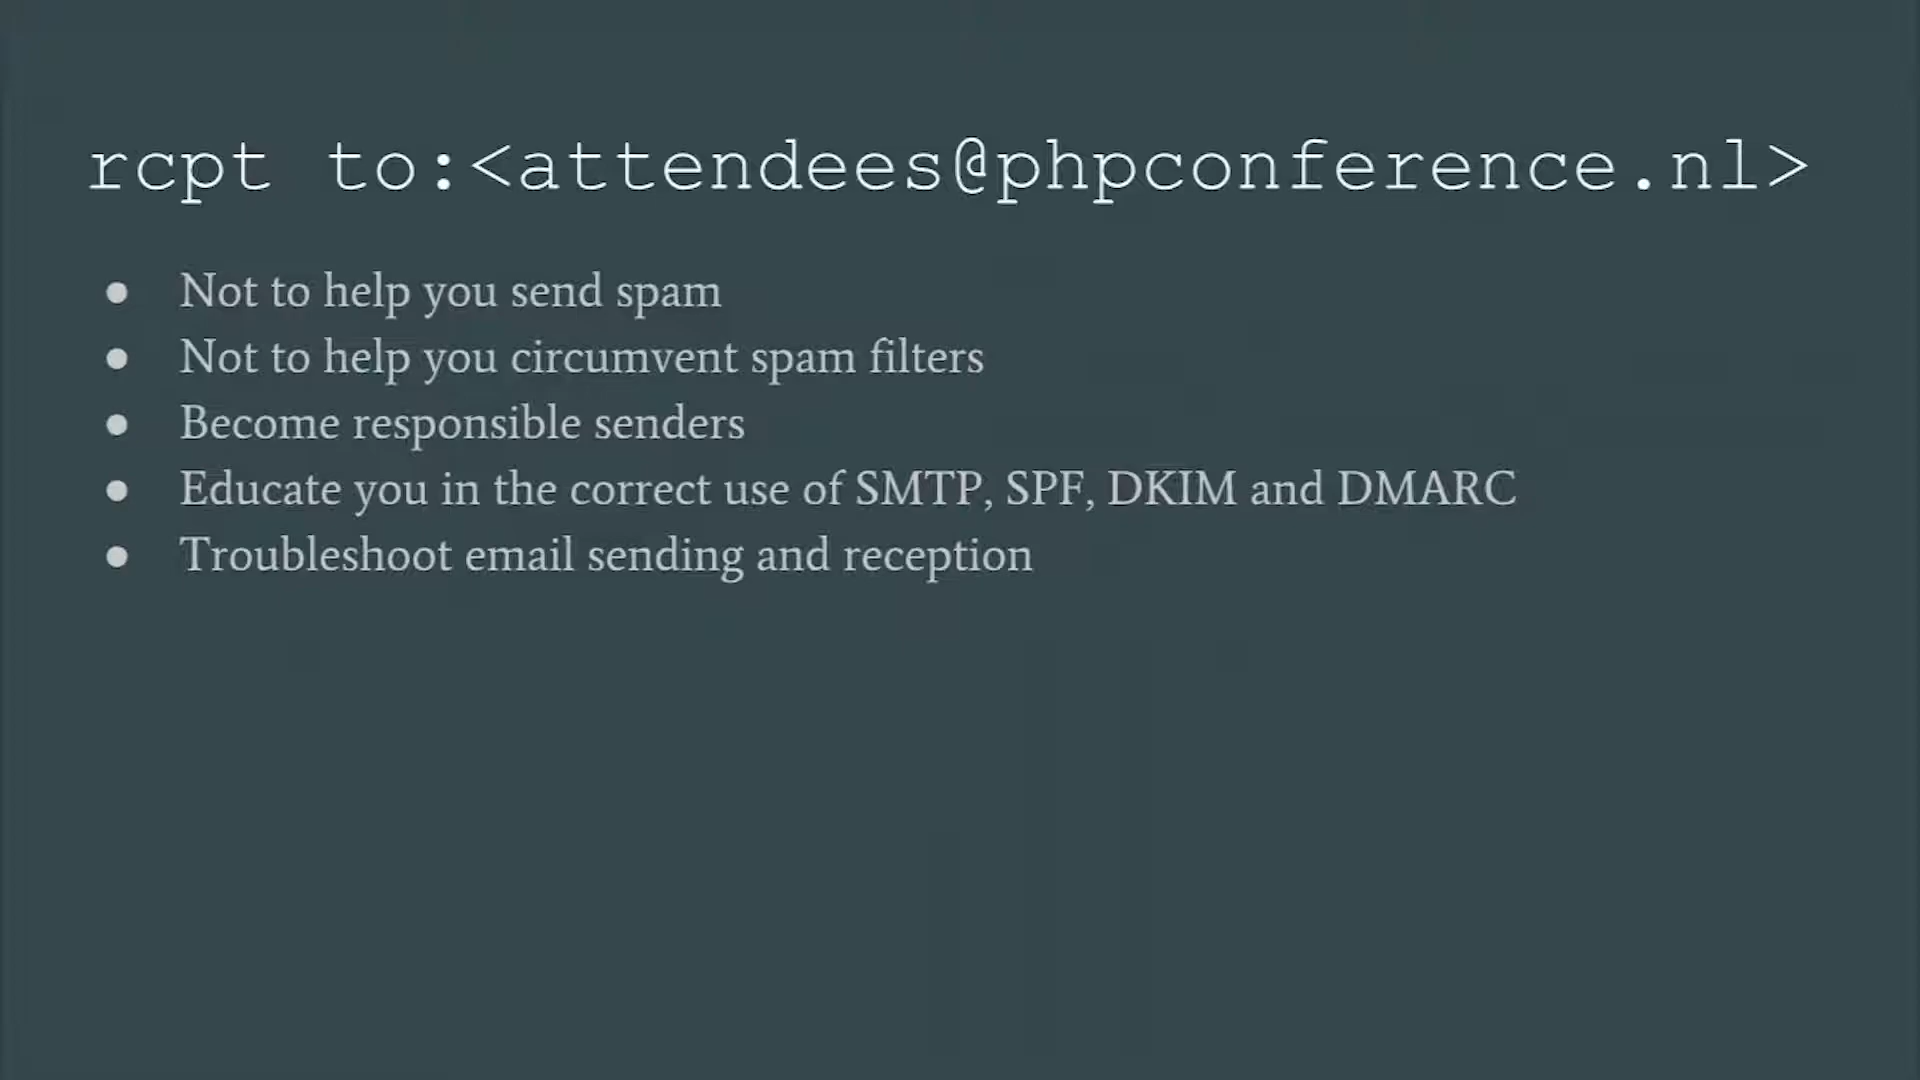 rcpt to:<attendees@phpconference.nl>
● Not to help you send spam
● Not to help you circumvent spam filters
● Become responsible senders
● Educate you in the correct use of SMTP, SPF, DKIM and DMARC
● Troubleshoot email sending and reception